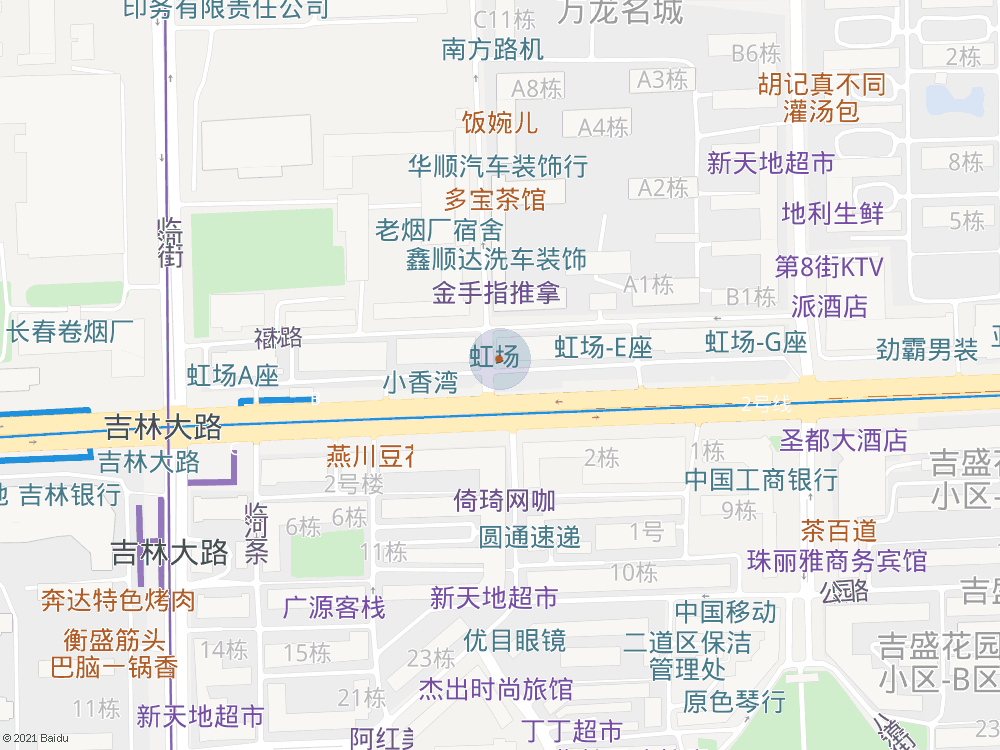 印务有限责任公司
C11栋
万龙名城
南方路机
B6栋
2栋
A8栋
A3栋
胡记真不同
灌汤包
饭婉儿
A4栋
华顺汽车装饰行
新天地超市
8栋
多宝茶馆
A2栋
地利生鲜
5栋
临河街
老烟厂宿舍
鑫顺达洗车装饰
第8街KTV
金手指推拿
A1栋
B1栋
派酒店
长春卷烟厂
福林路
虹场
虹场-E座
虹场-G座
劲霸男装
虹场A座
小香湾
2号线
吉林大路
圣都大酒店
吉林大路
燕川豆花
2栋
1栋
吉盛花
小区-
吉林银行
2号楼
中国工商银行
临河条
倚琦网咖
9栋
6栋
6栋
圆通速递
1号
茶百道
吉林大路
11栋
珠丽雅商务宾馆
10栋
奔达特色烤肉
广源客栈
新天地超市
公园路
吉盛
中国移动
衡盛筋头
巴脑一锅香
14栋
15栋
优目眼镜
二道区保洁
管理处
吉盛花园
小区-B区
23栋
21栋
杰出时尚旅馆
原色琴行
11栋
新天地超市
阿红美
丁丁超市
23
© 2021 Baidu